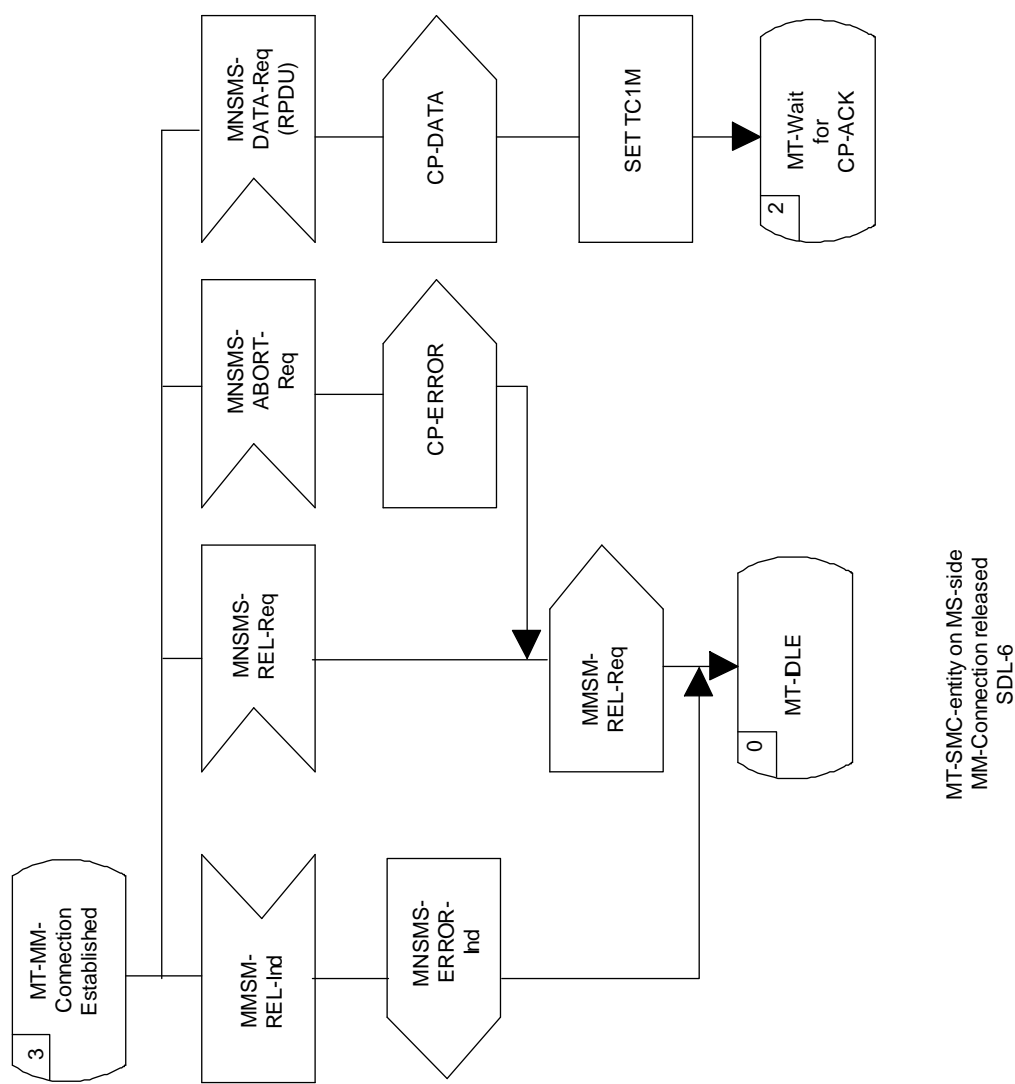 3
MT-MM-
Connection
Established
MMSM-
REL-Ind
MNSMS-
REL-Req
MNSMS-
ABORT-
Req
MNSMS-
DATA-Req
(RPDU)
MNSMS-
ERROR-
Ind
CP-ERROR
CP-DATA
MMSM-
REL-Req
SET TC1M
0
MT-IDLE
2
MT-Wait
for
CP-ACK
MT-SMC-entity on MS-side
MM-Connection released
SDL-6